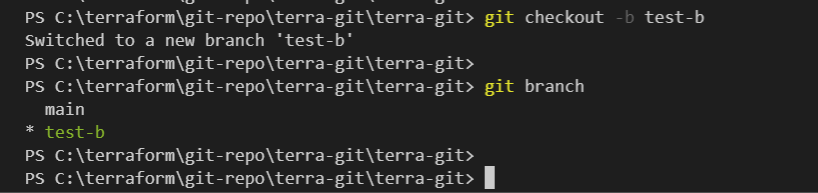 PS C:\terraform\git-repo\terra-git\terra-git> git checkout -b test-b
Switched to a new branch 'test-b'
PS C:\terraform\git-repo\terra-git\terra-git>
PS C:\terraform\git-repo\terra-git\terra-git> git branch
  main
* test-b
PS C:\terraform\git-repo\terra-git\terra-git>
PS C:\terraform\git-repo\terra-git\terra-git>